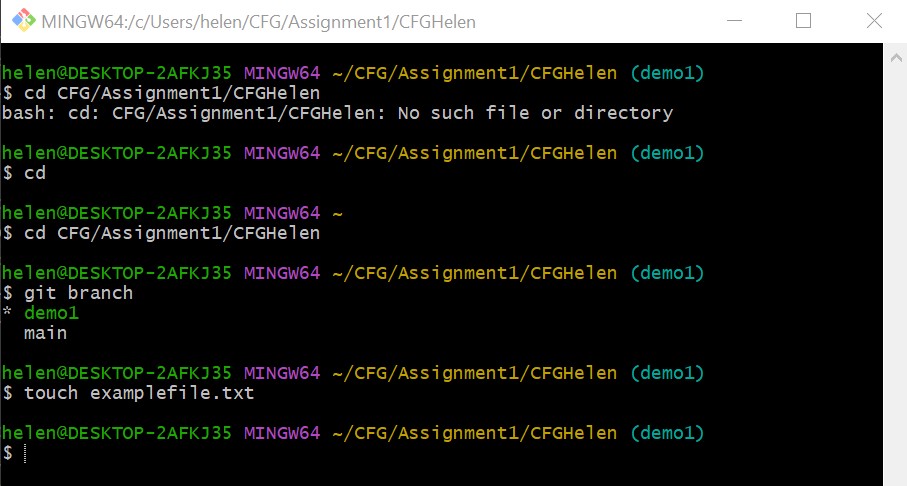 MINGW64:/c/Users/helen/CFG/Assignment1/CFGHelen
helen@DESKTOP-2AFKJ35 MINGW64 ~/CFG/Assignment1/CFGHelen (demo1)
$ cd CFG/Assignment1/CFGHelen
bash: cd: CFG/Assignment1/CFGHelen: No such file or directory
helen@DESKTOP-2AFKJ35 MINGW64 ~/CFG/Assignment1/CFGHelen (demo1)
$ cd
helen@DESKTOP-2AFKJ35 MINGW64 ~
$ cd CFG/Assignment1/CFGHelen
helen@DESKTOP-2AFKJ35 MINGW64 ~/CFG/Assignment1/CFGHelen (demo1)
$ git branch
* demo1
  main
helen@DESKTOP-2AFKJ35 MINGW64 ~/CFG/Assignment1/CFGHelen (demo1)
$ touch examplefile.txt
helen@DESKTOP-2AFKJ35 MINGW64 ~/CFG/Assignment1/CFGHelen (demo1)
$